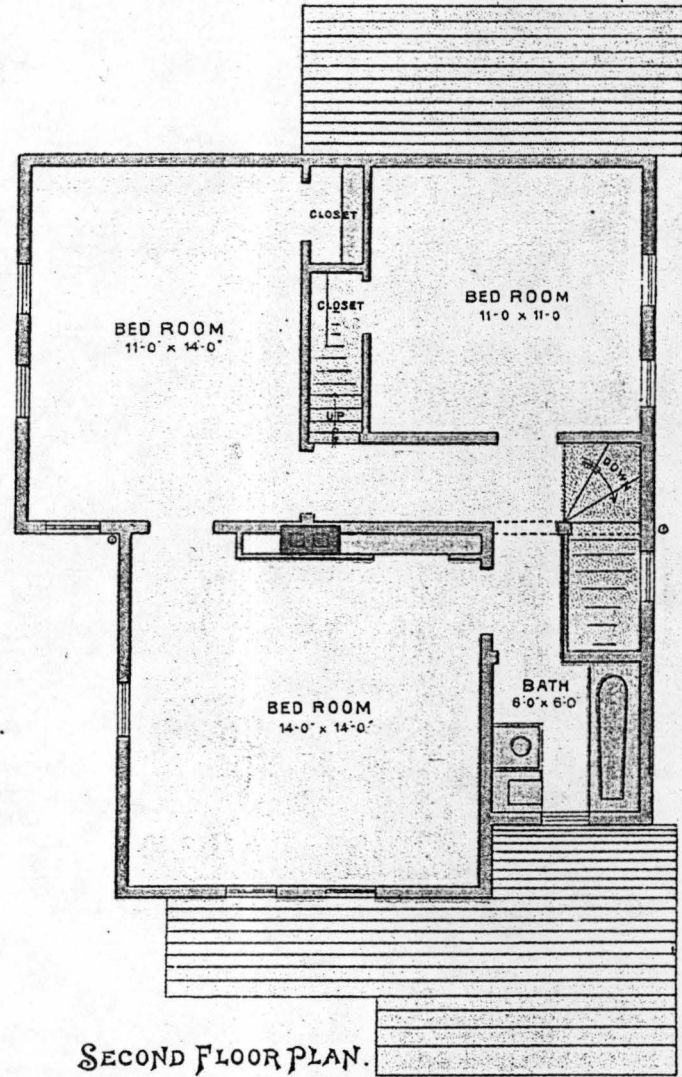 CLOSET
CLOSET
BED ROOM
11-0 x 11-0
BED ROOM
11-0" x 14-0"
UP
DOWN
BED ROOM
14-0" x 14-0"
BATH
6-0" x 6-0"
SECOND FLOOR PLAN.